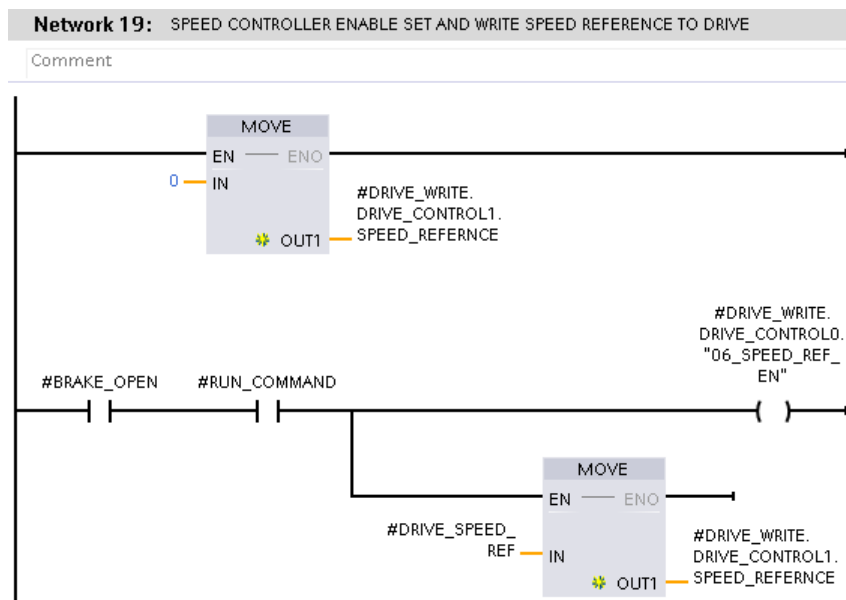 Network 19: SPEED CONTROLLER ENABLE SET AND WRITE SPEED REFERENCE TO DRIVE
Comment
MOVE
EN ENO
0 IN
#DRIVE_WRITE.
DRIVE_CONTROL1.
SPEED_REFERNCE
OUT1
#DRIVE_WRITE.
DRIVE_CONTROL0.
"06_SPEED_REF_
EN"
#BRAKE_OPEN #RUN_COMMAND
MOVE
EN ENO
#DRIVE_SPEED_
REF
IN
#DRIVE_WRITE.
DRIVE_CONTROL1.
SPEED_REFERNCE
OUT1